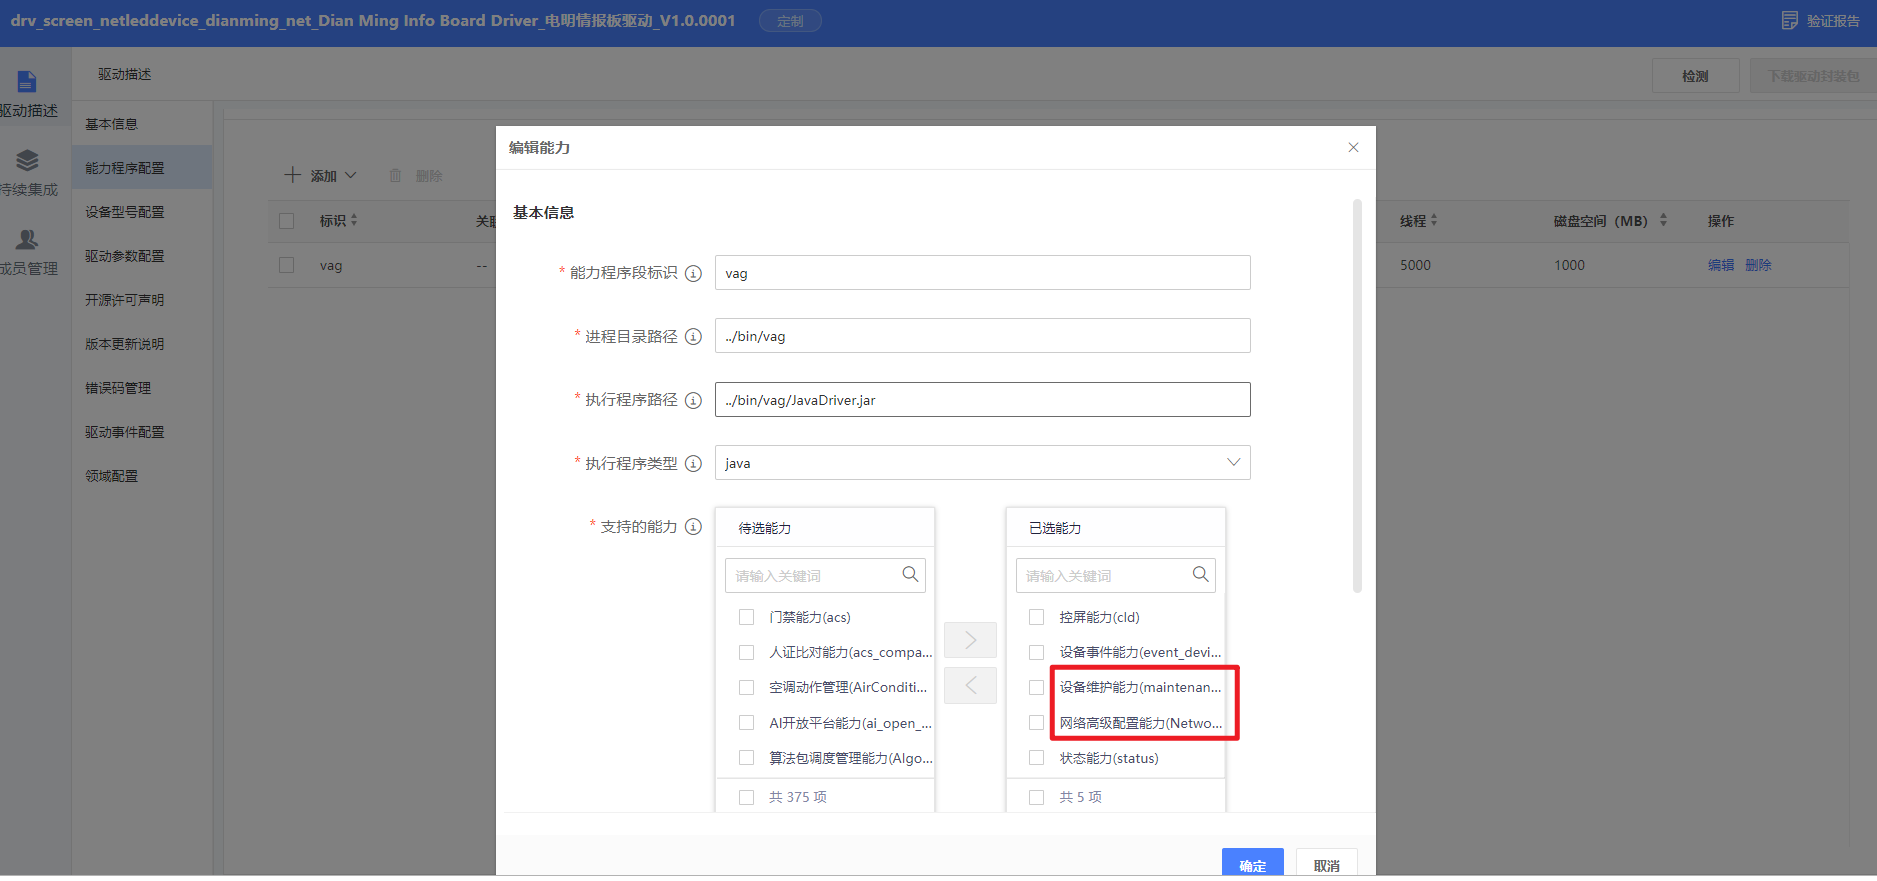 drv_screen_netleddevice_dianming_net_Dian Ming Info Board Driver_电明情报板驱动_V1.0.0001
定制
验证报告
驱动描述
持续集成
成员管理
驱动描述
检测
下载驱动封装包
基本信息
能力程序配置
设备型号配置
驱动参数配置
开源许可声明
版本更新说明
错误码管理
驱动事件配置
领域配置
添加
删除
标识
关联
线程
磁盘空间（MB）
操作
vag
--
5000
1000
编辑 删除
编辑能力
基本信息
* 能力程序段标识
vag
* 进程目录路径
../bin/vag
* 执行程序路径
../bin/vag/JavaDriver.jar
* 执行程序类型
java
* 支持的能力
待选能力
请输入关键词
门禁能力(acs)
人证比对能力(acs_compa...
空调动作管理(AirConditi...
AI开放平台能力(ai_open_...
算法包调度管理能力(Algo...
共 375 项
已选能力
请输入关键词
控屏能力(cld)
设备事件能力(event_devi...
设备维护能力(maintenan...
网络高级配置能力(Netwo...
状态能力(status)
共 5 项
确定
取消